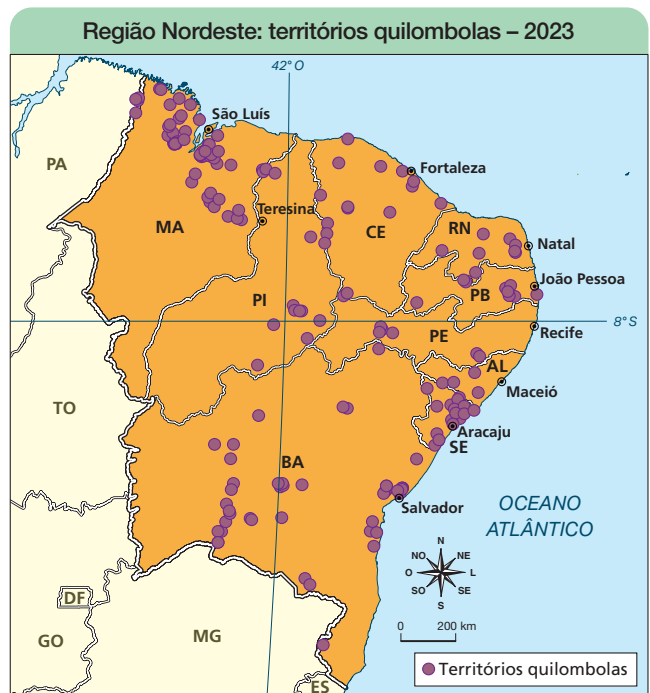 Região Nordeste: territórios quilombolas – 2023
42° O
São Luís
PA
Fortaleza
Teresina
MA
CE
RN
Natal
João Pessoa
PI
PB
8° S
Recife
PE
AL
Maceió
TO
Aracaju
SE
BA
Salvador
OCEANO
ATLÂNTICO
N
NO
NE
O
L
SO
SE
S
DF
GO
MG
0
200 km
Territórios quilombolas
ES